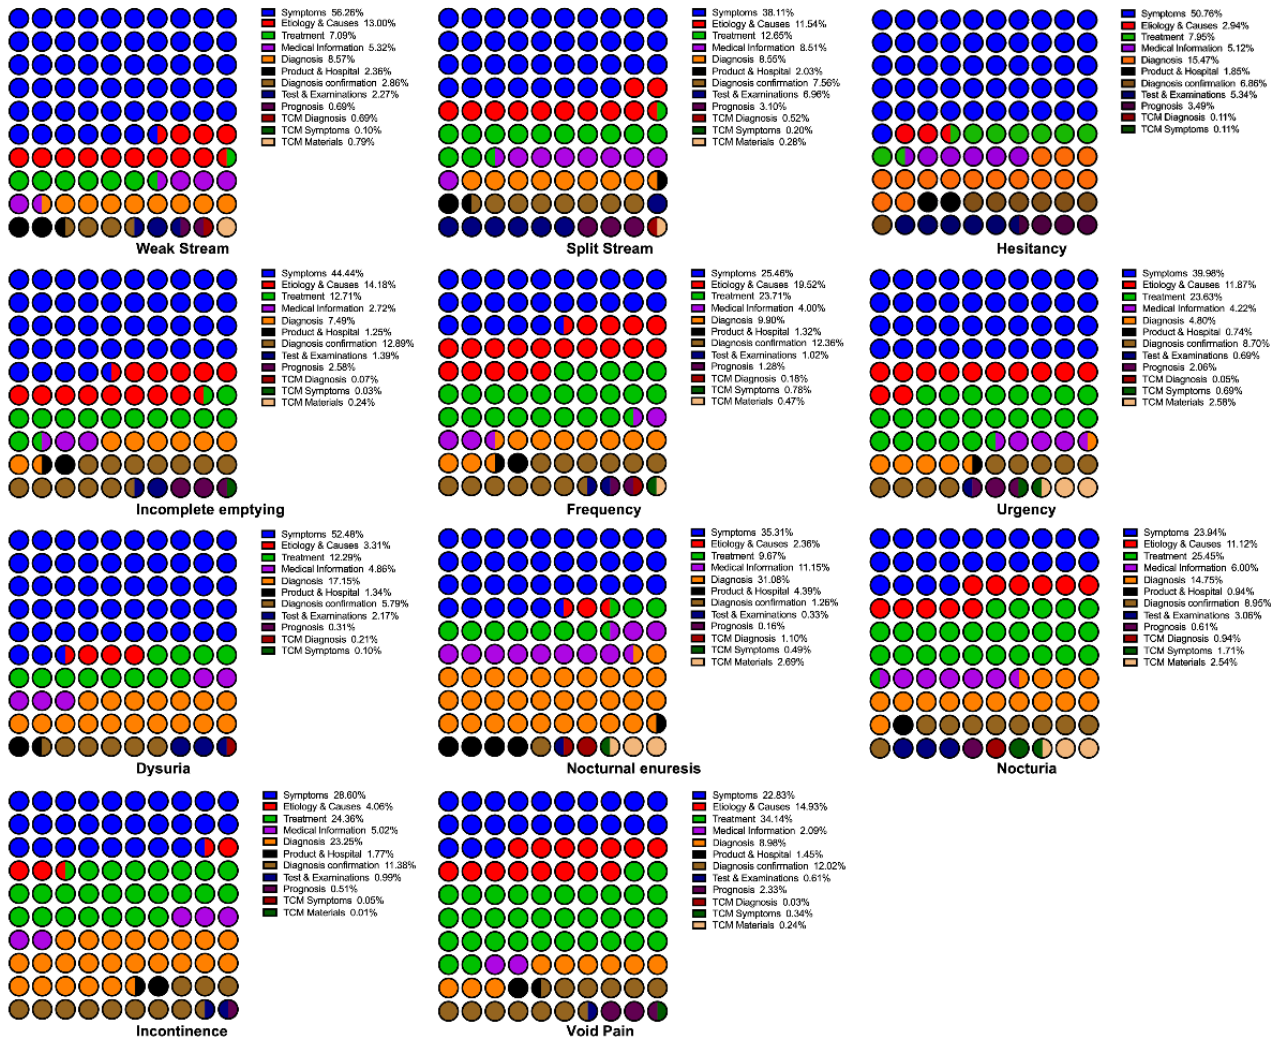 Symptoms 56.26%
Etiology & Causes 13.00%
Treatment 7.09%
Medical Information 5.32%
Diagnosis 8.57%
Product & Hospital 2.36%
Diagnosis confirmation 2.86%
Test & Examinations 2.27%
Prognosis 0.69%
TCM Diagnosis 0.69%
TCM Symptoms 0.10%
TCM Materials 0.79%
Weak Stream
Symptoms 38.11%
Etiology & Causes 11.54%
Treatment 12.65%
Medical Information 8.51%
Diagnosis 8.55%
Product & Hospital 2.03%
Diagnosis confirmation 7.56%
Test & Examinations 6.96%
Prognosis 3.10%
TCM Diagnosis 0.52%
TCM Symptoms 0.20%
TCM Materials 0.28%
Split Stream
Symptoms 50.76%
Etiology & Causes 2.94%
Treatment 7.95%
Medical Information 5.12%
Diagnosis 15.47%
Product & Hospital 1.85%
Diagnosis confirmation 6.86%
Test & Examinations 5.34%
Prognosis 3.49%
TCM Diagnosis 0.11%
TCM Symptoms 0.11%
Hesitancy
Symptoms 44.44%
Etiology & Causes 14.18%
Treatment 12.71%
Medical Information 2.72%
Diagnosis 7.49%
Product & Hospital 1.25%
Diagnosis confirmation 12.89%
Test & Examinations 1.39%
Prognosis 2.58%
TCM Diagnosis 0.07%
TCM Symptoms 0.03%
TCM Materials 0.24%
Incomplete emptying
Symptoms 25.46%
Etiology & Causes 19.52%
Treatment 23.71%
Medical Information 4.00%
Diagnosis 9.90%
Product & Hospital 1.32%
Diagnosis confirmation 12.36%
Test & Examinations 1.02%
Prognosis 1.28%
TCM Diagnosis 0.18%
TCM Symptoms 0.78%
TCM Materials 0.47%
Frequency
Symptoms 39.98%
Etiology & Causes 11.87%
Treatment 23.63%
Medical Information 4.22%
Diagnosis 4.80%
Product & Hospital 0.74%
Diagnosis confirmation 8.70%
Test & Examinations 0.69%
Prognosis 2.06%
TCM Diagnosis 0.05%
TCM Symptoms 0.69%
TCM Materials 2.58%
Urgency
Symptoms 52.48%
Etiology & Causes 3.31%
Treatment 12.29%
Medical Information 4.86%
Diagnosis 17.15%
Product & Hospital 1.34%
Diagnosis confirmation 5.79%
Test & Examinations 2.17%
Prognosis 0.31%
TCM Diagnosis 0.21%
TCM Symptoms 0.10%
Dysuria
Symptoms 35.31%
Etiology & Causes 2.36%
Treatment 9.67%
Medical Information 11.15%
Diagnosis 31.08%
Product & Hospital 4.39%
Diagnosis confirmation 1.26%
Test & Examinations 0.33%
Prognosis 0.16%
TCM Diagnosis 1.10%
TCM Symptoms 0.49%
TCM Materials 2.69%
Nocturnal enuresis
Symptoms 23.94%
Etiology & Causes 11.12%
Treatment 25.45%
Medical Information 6.00%
Diagnosis 14.75%
Product & Hospital 0.94%
Diagnosis confirmation 8.95%
Test & Examinations 3.06%
Prognosis 0.61%
TCM Diagnosis 0.94%
TCM Symptoms 1.71%
TCM Materials 2.54%
Nocturia
Symptoms 28.60%
Etiology & Causes 4.06%
Treatment 24.36%
Medical Information 5.02%
Diagnosis 23.25%
Product & Hospital 1.77%
Diagnosis confirmation 11.38%
Test & Examinations 0.99%
Prognosis 0.51%
TCM Symptoms 0.05%
TCM Materials 0.01%
Incontinence
Symptoms 22.83%
Etiology & Causes 14.93%
Treatment 34.14%
Medical Information 2.09%
Diagnosis 8.98%
Product & Hospital 1.45%
Diagnosis confirmation 12.02%
Test & Examinations 0.61%
Prognosis 2.33%
TCM Diagnosis 0.03%
TCM Symptoms 0.34%
TCM Materials 0.24%
Void Pain